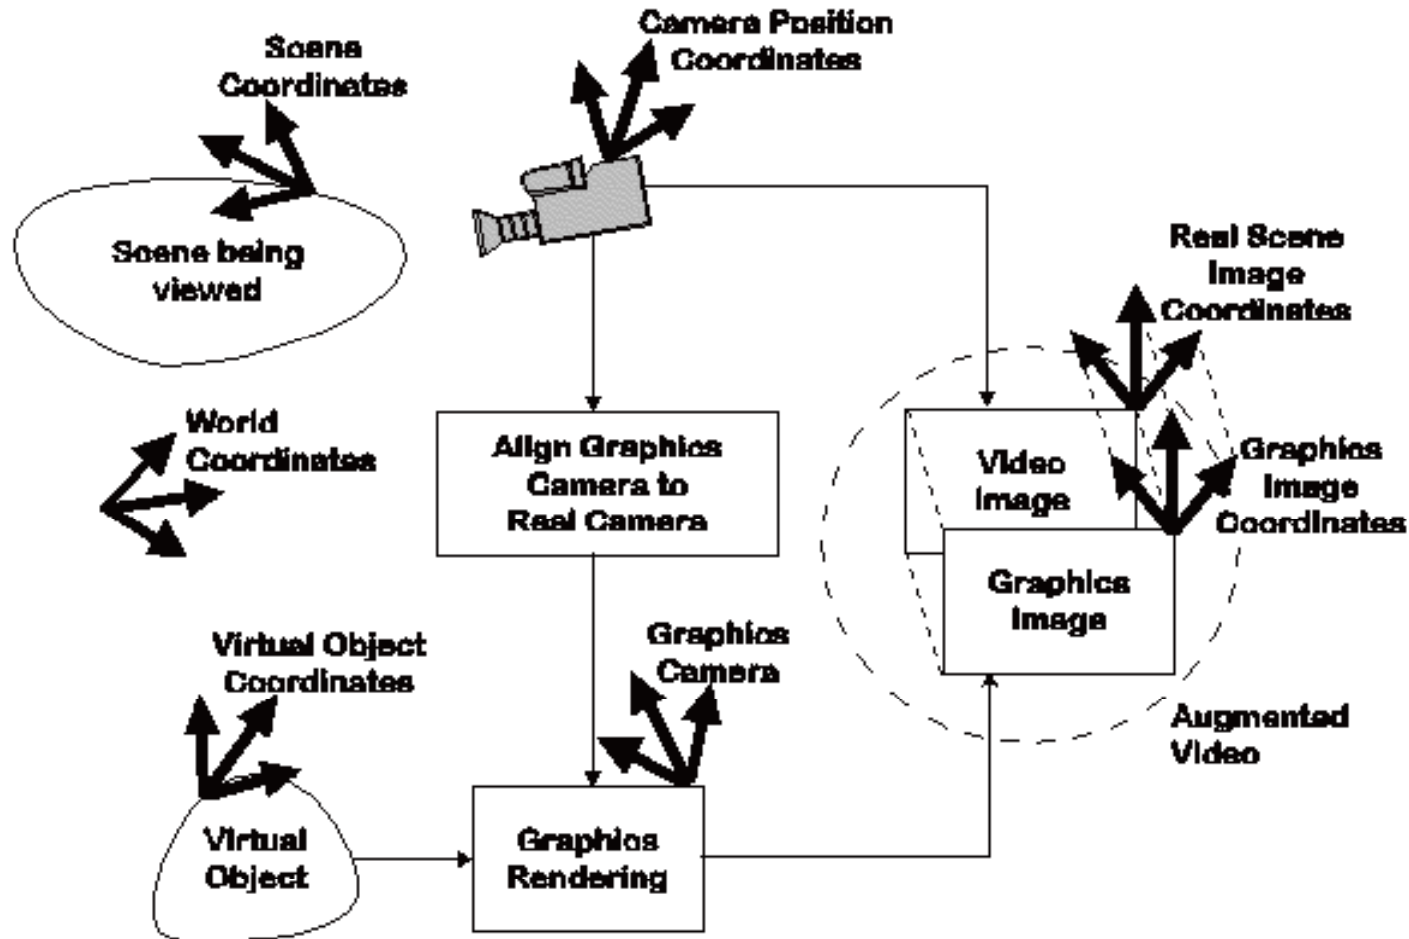 Scene
Coordinates
Camera Position
Coordinates
Scene being
viewed
Real Scene
Image
Coordinates
World
Coordinates
Align Graphics
Camera to
Real Camera
Video
Image
Graphics
Image
Coordinates
Graphics
Image
Virtual Object
Coordinates
Graphics
Camera
Augmented
Video
Virtual
Object
Graphics
Rendering